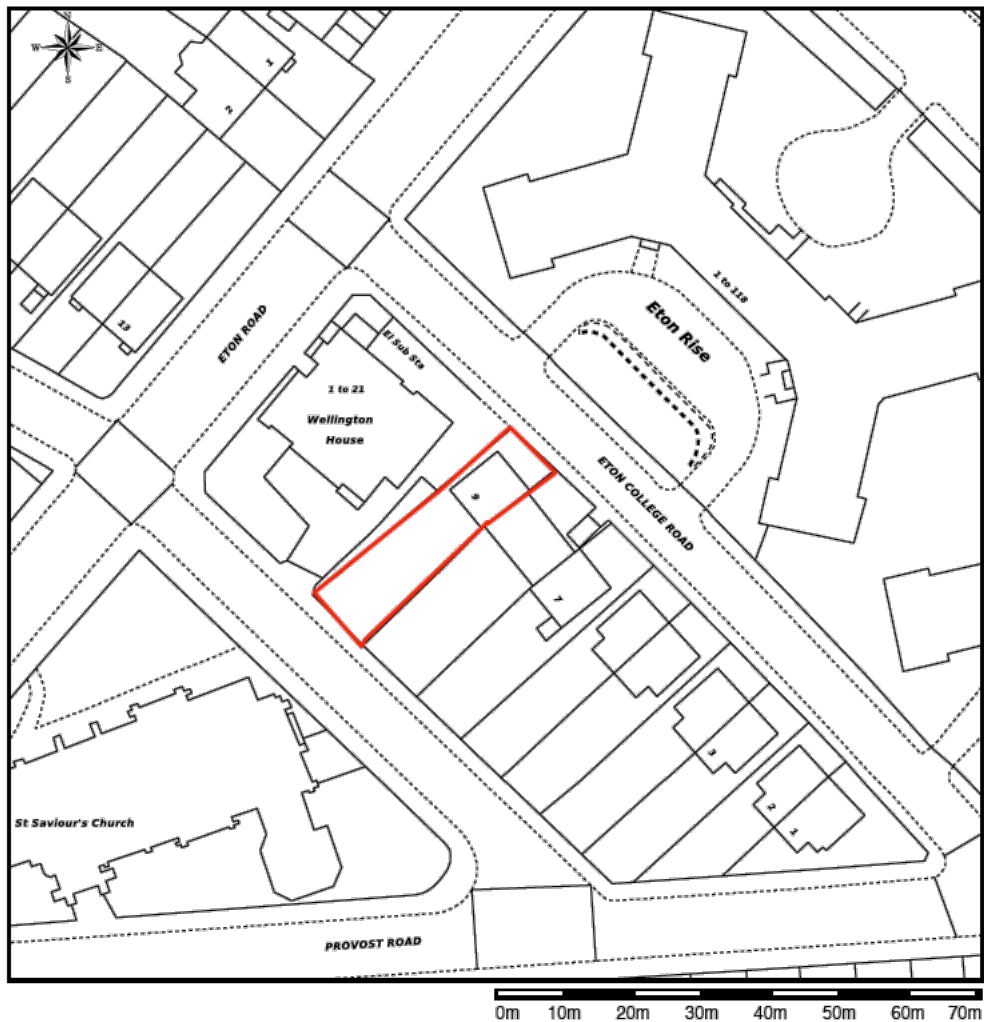 N
W E
S
1
2
13
ETON ROAD
El Sub Sta
1 to 21
Wellington
House
1 to 118
Eton Rise
ETON COLLEGE ROAD
9
7
3
2
1
St Saviour's Church
PROVOST ROAD
0m 10m 20m 30m 40m 50m 60m 70m